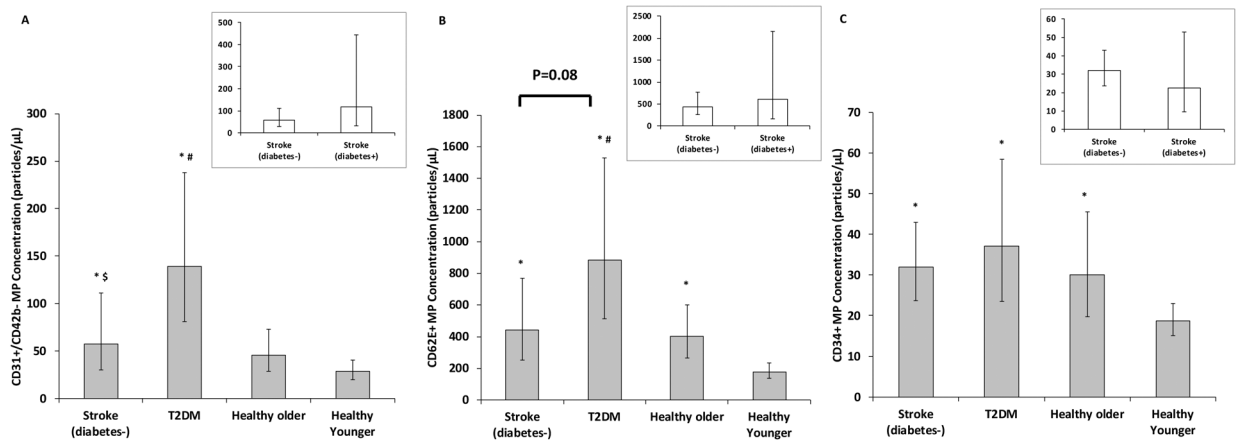 A
CD31+/CD42b- MP Concentration (particles/µL)
300
250
200
150
100
50
0
* $
* #
Stroke
(diabetes-)
T2DM
Healthy older
Healthy
Younger
500
400
300
200
100
0
Stroke
(diabetes-)
Stroke
(diabetes+)
B
P=0.08
CD62E+ MP Concentration (particles/µL)
1800
1600
1400
1200
1000
800
600
400
200
0
*
* #
*
Stroke
(diabetes-)
T2DM
Healthy older
Healthy
Younger
2500
2000
1500
1000
500
0
Stroke
(diabetes-)
Stroke
(diabetes+)
C
CD34+ MP Concentration (particles/µL)
70
60
50
40
30
20
10
0
*
*
*
Stroke
(diabetes-)
T2DM
Healthy older
Healthy
Younger
60
50
40
30
20
10
0
Stroke
(diabetes-)
Stroke
(diabetes+)